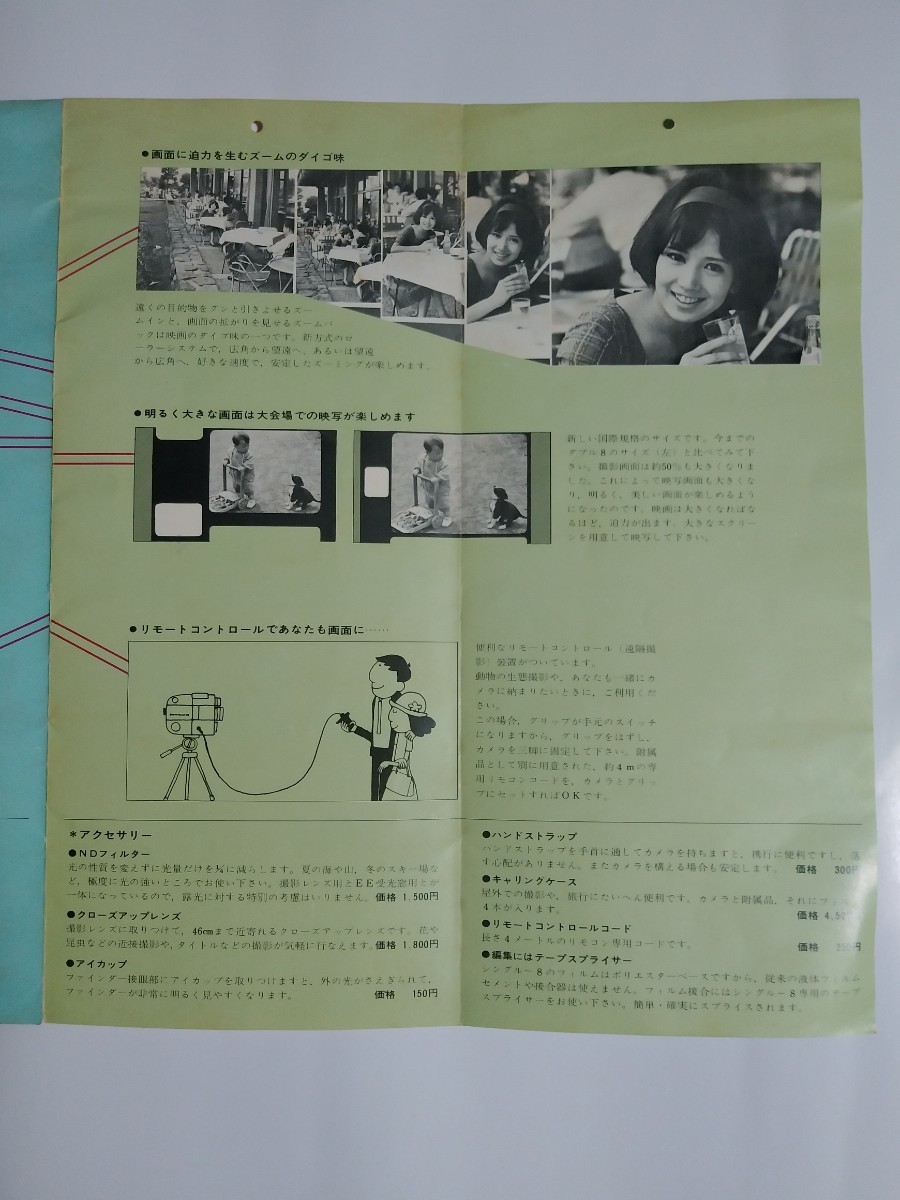 ●画面に迫力を生むズームのダイゴ味
遠くの目的物をグンと引きよせるズー
ムインと、画面の拡がりを見せるズームバ
ックは映画のダイゴ味の一つです。新方式のロ
ーラーシステムで，広角から望遠へ、あるいは望遠
から広角へ、好きな速度で，安定したズーミングが楽しめます。
●明るく大きな画面は大会場での映写が楽しめます
新しい国際規格のサイズです。今までの
ダブル8のサイズ（左）と比べてみて下
さい。撮影画面は約50％も大きくなりま
した。これによって映写画面も大きくな
り，明るく、美しい画面が楽しめるよう
になったのです。映画は大きくなればな
るほど，迫力が出ます。大きなスクリー
ンを用意して映写して下さい。
●リモートコントロールであなたも画面に……
便利なリモートコントロール（遠隔撮
影）装置がついています。
動物の生態撮影や、あなたも一緒にカ
メラに納まりたいときに，ご利用くだ
さい。
この場合，グリップが手元のスイッチ
になりますから，グリップをはずし、
カメラを三脚に固定して下さい。附属
品として別に用意された、約4mの専
用リモコンコードを、カメラとグリッ
プにセットすればOKです。
＊アクセサリー
●NDフィルター
光の性質を変えずに光量だけを に減らします。夏の海や山，冬のスキー場な
ど，極度に光の強いところでお使い下さい。撮影レンズ用とEE受光窓用とが
一体になっているので，露光に対する特別の考慮はいりません。価格 1,500円
●クローズアップレンズ
撮影レンズに取りつけて，46cmまで近寄れるクローズアップレンズです。花や
昆虫などの近接撮影や，タイトルなどの撮影が気軽に行なえます。価格 1,800円
●アイカップ
ファインダー接眼部にアイカップを取りつけますと、外の光がさえぎられて，
ファインダーが非常に明るく見やすくなります。 価格 150円
●ハンドストラップ
ハンドストラップを手首に通してカメラを持ちますと，携行に便利ですし，落
す心配がありません。またカメラを構える場合も安定します。 価格 300円
●キャリングケース
屋外での撮影や，旅行にたいへん便利です。カメラと附属品，それにフィルム
4本が入ります。 価格
●リモートコントロールコード
長さ4メートルのリモコン専用コードです。 価格
●編集にはテープスプライサー
シングル－8のフィルムはポリエスターベースですから，従来の液体フィルム
セメントや接合器は使えません。フィルム接合にはシングル－8専用のテープ
スプライサーをお使い下さい。簡単・確実にスプライスされます。